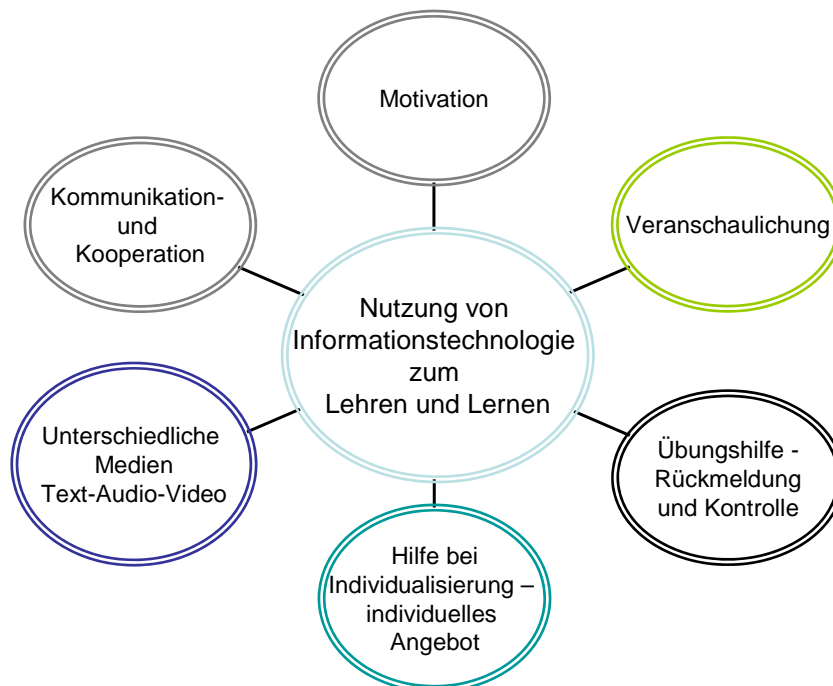 Motivation
Kommunikation-
und
Kooperation
Veranschaulichung
Nutzung von
Informationstechnologie
zum
Lehren und Lernen
Unterschiedliche
Medien
Text-Audio-Video
Übungshilfe -
Rückmeldung
und Kontrolle
Hilfe bei
Individualisierung –
individuelles
Angebot